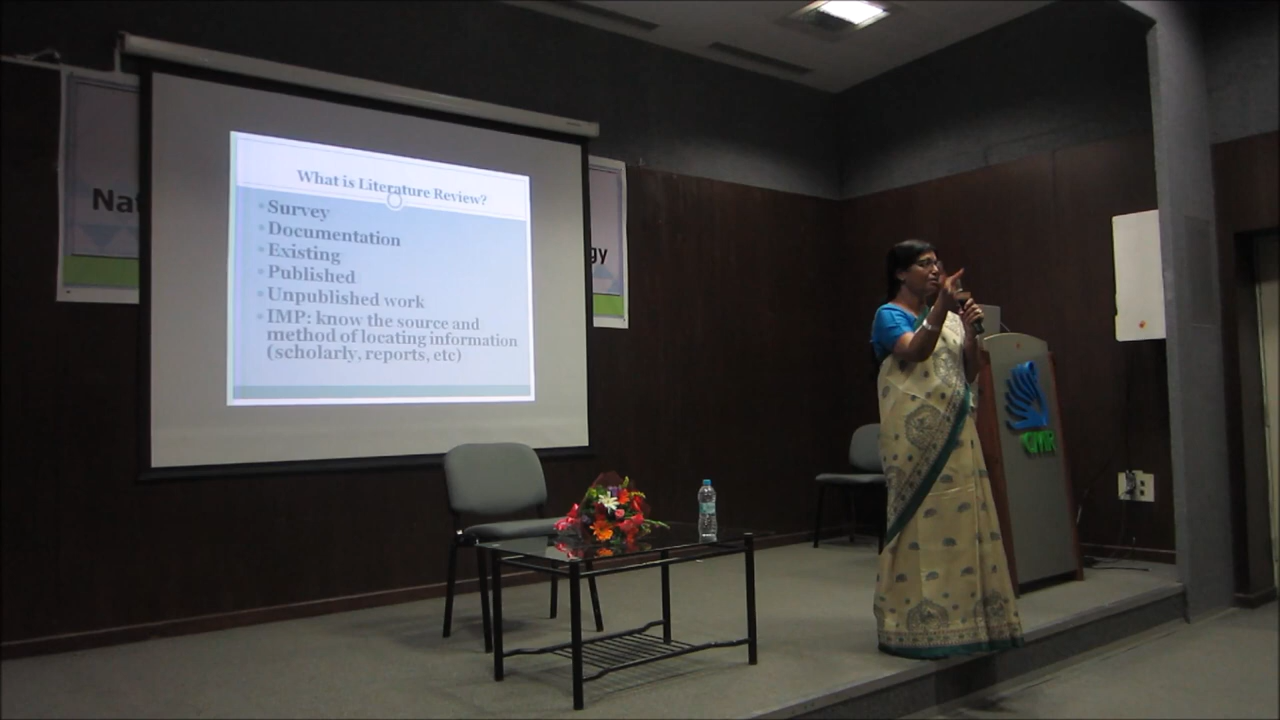 What is Literature Review?
Survey
Documentation
Existing
Published
Unpublished work
IMP: know the source and
method of locating information
(scholarly, reports, etc)
Nat
gy
CMR